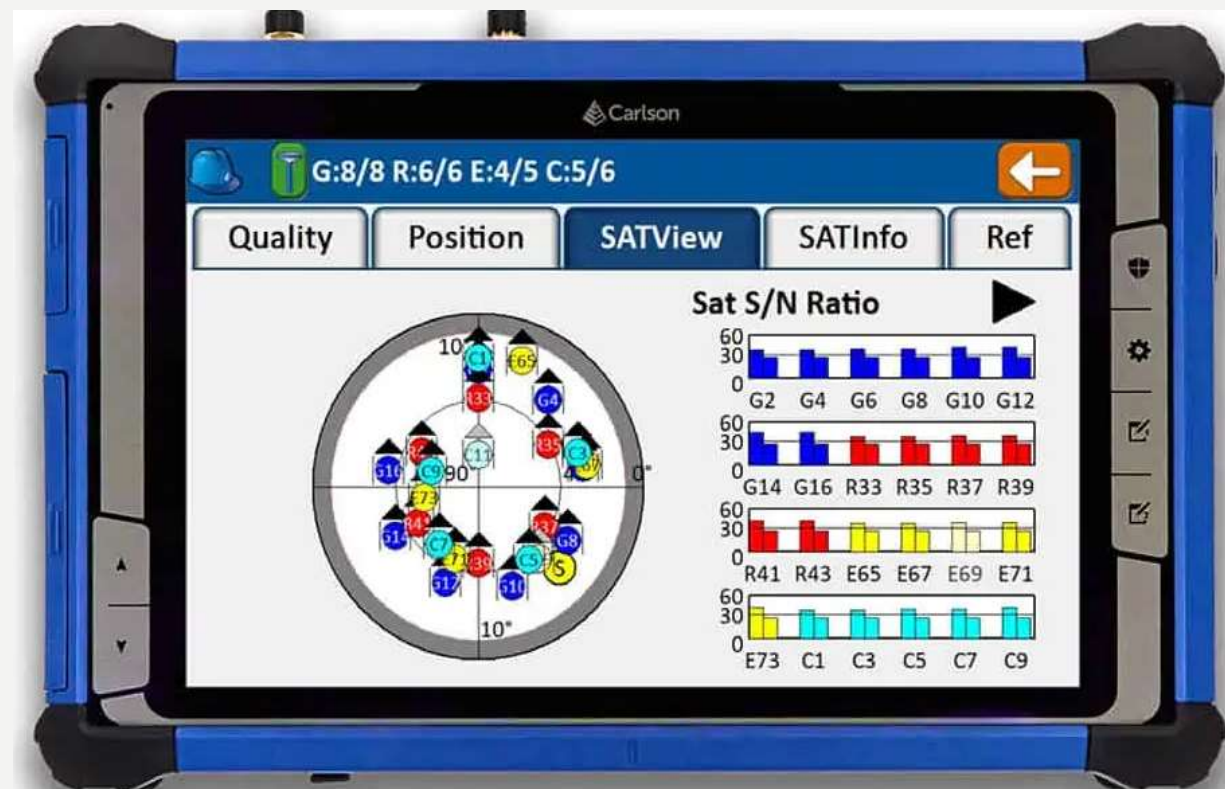 Carlson
G:8/8 R:6/6 E:4/5 C:5/6
Quality Position SATView SATInfo Ref
Sat S/N Ratio
10°
C1
E65
R33
G4
R35
C11
C3
G16
C9
90°
0°
E73
R37
G14
C7
G8
C5
S
R39
G12
G10
10°
60
30
0
G2 G4 G6 G8 G10 G12
60
30
0
G14 G16 R33 R35 R37 R39
60
30
0
R41 R43 E65 E67 E69 E71
60
30
0
E73 C1 C3 C5 C7 C9